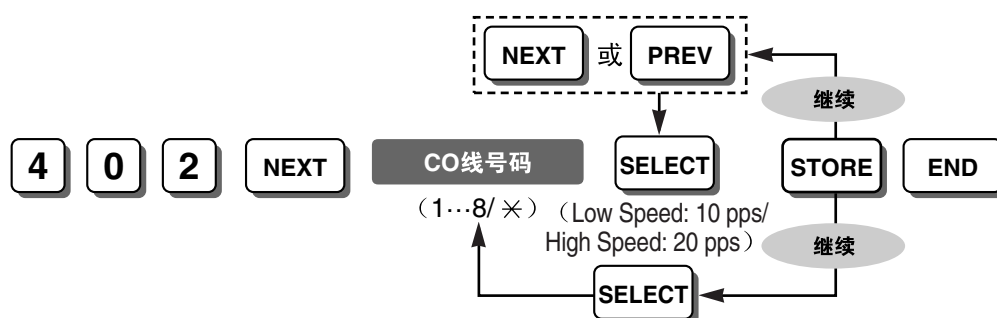 NEXT 或 PREV
继续
4 0 2 NEXT CO线号码 SELECT STORE END
（1…8/ ✳）（Low Speed: 10 pps/
High Speed: 20 pps）
继续
SELECT